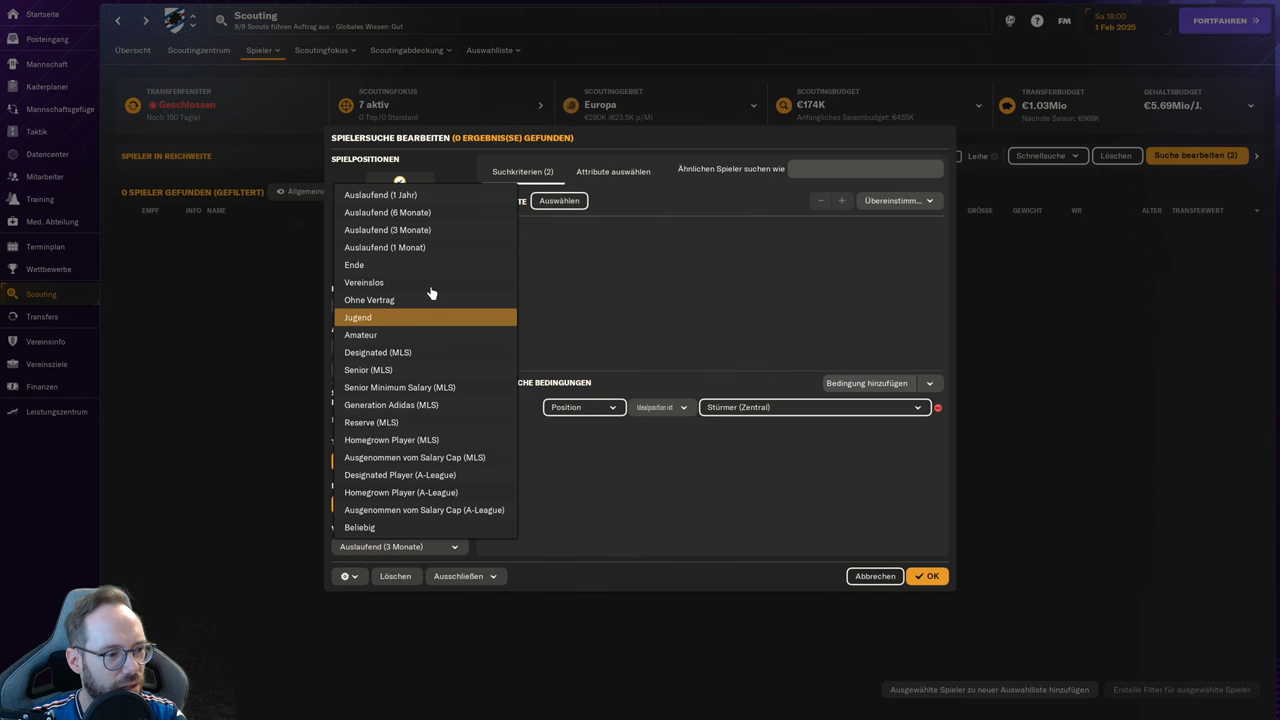 Startseite
Posteingang
Mannschaft
Kaderplaner
Mannschaftsgefüge
Taktik
Datencenter
Mitarbeiter
Training
Med. Abteilung
Terminplan
Wettbewerbe
Scouting
Transfers
Vereinsinfo
Vereinsziele
Finanzen
Leistungszentrum
Scouting
9/9 Scouts führen Auftrag aus - Globales Wissen: Gut
FM
Sa 18:00
1 Feb 2025
FORTFAHREN
Übersicht
Scoutingzentrum
Spieler
Scoutingfokus
Scoutingabdeckung
Auswahlliste
TRANSFERFENSTER
Geschlossen
Noch 150 Tag(e)
SCOUTINGFOKUS
7 aktiv
0 Top/0 Standard
SCOUTINGGEBIET
Europa
€280K (€23.5K p/M)
SCOUTINGBUDGET
€174K
Anfängliches Saisonbudget: €455K
TRANSFERBUDGET
€1.03Mio
Nächste Saison: €969K
GEHALTSBUDGET
€5.69Mio/J.
SPIELER IN REICHWEITE
Leihe
Schnellsuche
Löschen
Suche bearbeiten (2)
0 SPIELER GEFUNDEN (GEFILTERT)
Allgemeine
EMPF
INFO
NAME
GRÖSSE
GEWICHT
WR
ALTER
TRANSFERWERT
SPIELERSUCHE BEARBEITEN (0 ERGEBNIS(SE) GEFUNDEN)
SPIELPOSITIONEN
Suchkriterien (2)
Attribute auswählen
Ähnlichen Spieler suchen wie
TE
Auswählen
Übereinstimm...
Auslaufend (1 Jahr)
Auslaufend (6 Monate)
Auslaufend (3 Monate)
Auslaufend (1 Monat)
Ende
Vereinslos
Ohne Vertrag
Jugend
Amateur
Designated (MLS)
Senior (MLS)
Senior Minimum Salary (MLS)
Generation Adidas (MLS)
Reserve (MLS)
Homegrown Player (MLS)
Ausgenommen vom Salary Cap (MLS)
Designated Player (A-League)
Homegrown Player (A-League)
Ausgenommen vom Salary Cap (A-League)
Beliebig
Auslaufend (3 Monate)
CHE BEDINGUNGEN
Bedingung hinzufügen
Position
Idealposition ist
Stürmer (Zentral)
Löschen
Ausschließen
Abbrechen
OK
Ausgewählte Spieler zu neuer Auswahlliste hinzufügen
Erstelle Filter für ausgewählte Spieler